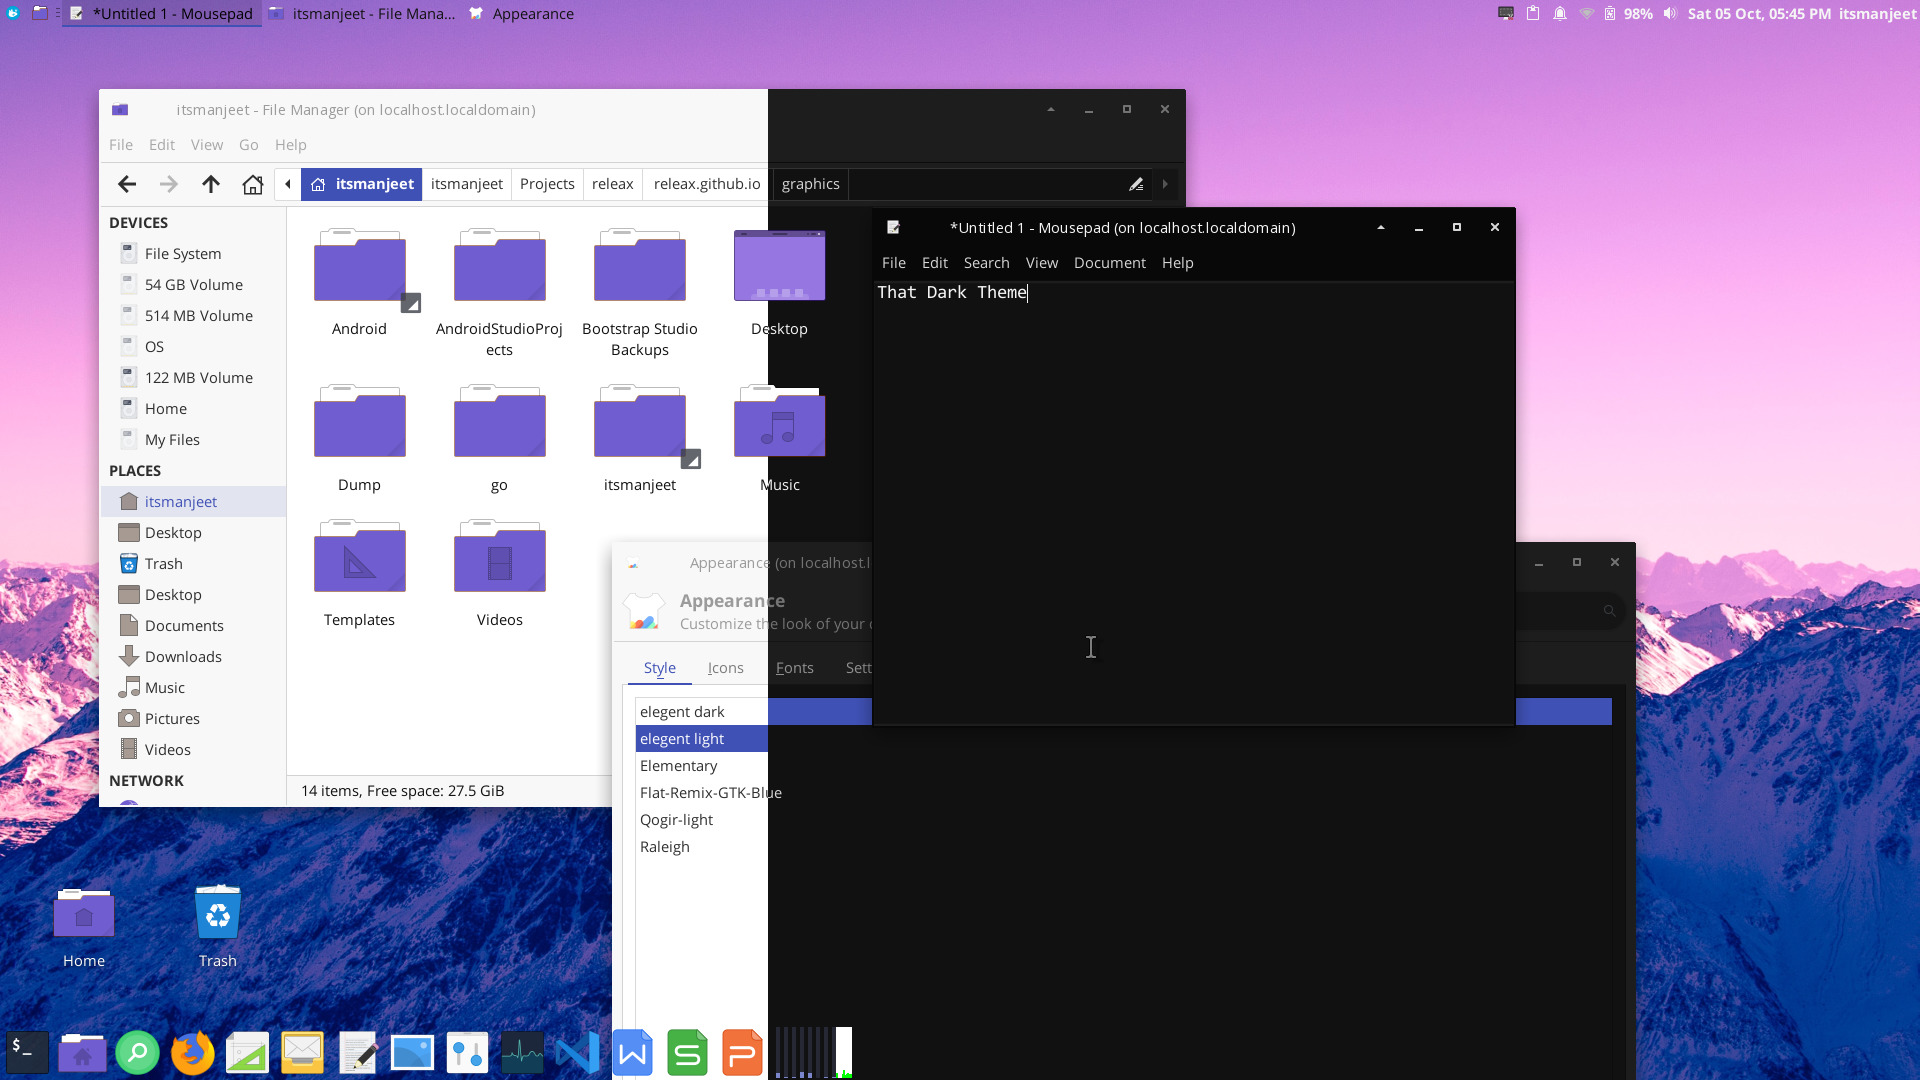 *Untitled 1 - Mousepad
itsmanjeet - File Mana...
Appearance
98%
Sat 05 Oct, 05:45 PM
itsmanjeet
itsmanjeet - File Manager (on localhost.localdomain)
File Edit View Go Help
itsmanjeet itsmanjeet Projects releax releax.github.io graphics
DEVICES
File System
54 GB Volume
514 MB Volume
OS
122 MB Volume
Home
My Files
PLACES
itsmanjeet
Desktop
Trash
Desktop
Documents
Downloads
Music
Pictures
Videos
NETWORK
Android
AndroidStudioProj
ects
Bootstrap Studio
Backups
Desktop
Dump
go
itsmanjeet
Music
Templates
Videos
14 items, Free space: 27.5 GiB
*Untitled 1 - Mousepad (on localhost.localdomain)
File Edit Search View Document Help
That Dark Theme
Appearance (on localhost.l
Appearance
Customize the look of your
Style Icons Fonts Sett
elegent dark
elegent light
Elementary
Flat-Remix-GTK-Blue
Qogir-light
Raleigh
Home
Trash
$_
W
S
P